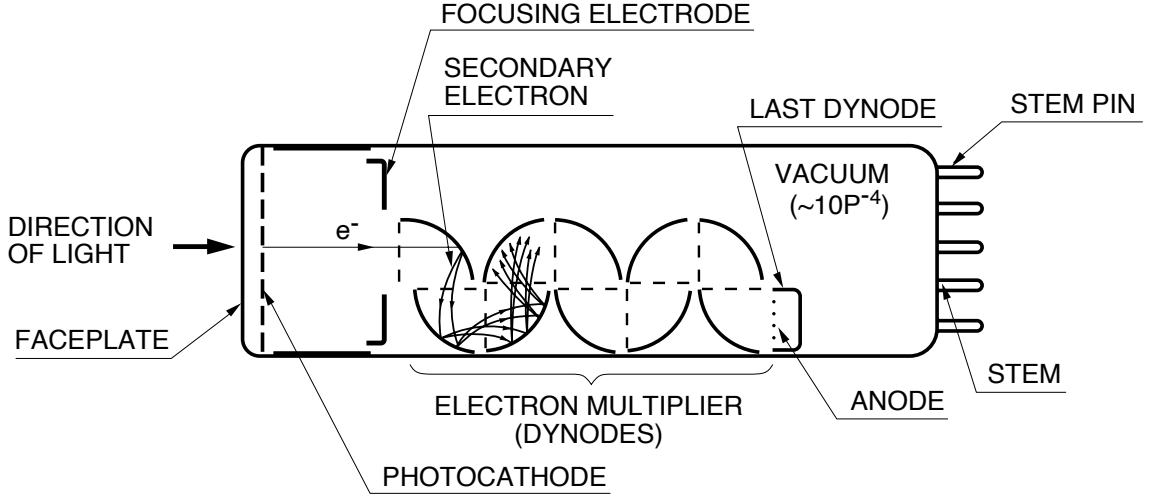 FOCUSING ELECTRODE
SECONDARY
ELECTRON
LAST DYNODE
STEM PIN
VACUUM
(~10P⁻⁴)
DIRECTION
OF LIGHT
e⁻
FACEPLATE
STEM
ANODE
ELECTRON MULTIPLIER
(DYNODES)
PHOTOCATHODE